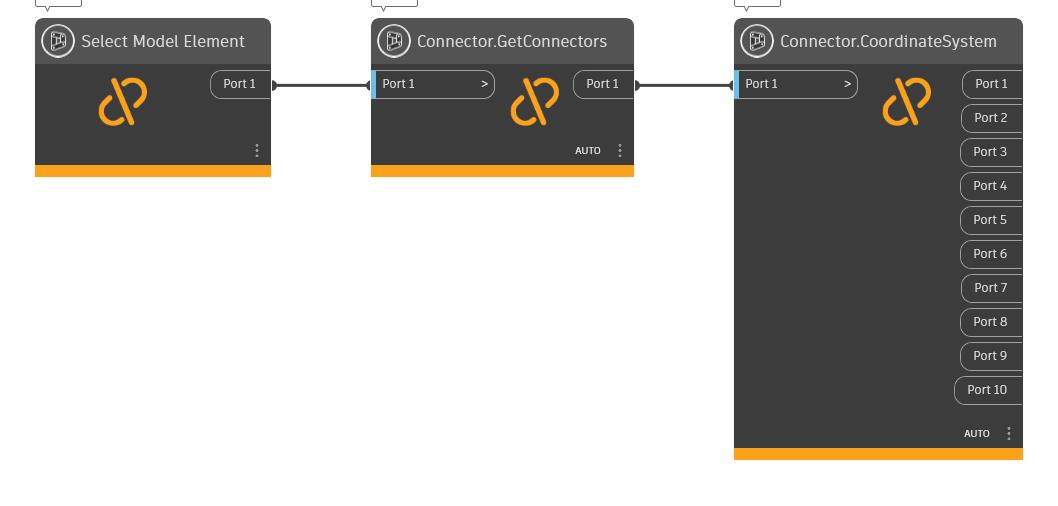 Select Model Element
Port 1
Connector.GetConnectors
Port 1 >
Port 1
AUTO
Connector.CoordinateSystem
Port 1 >
Port 1
Port 2
Port 3
Port 4
Port 5
Port 6
Port 7
Port 8
Port 9
Port 10
AUTO